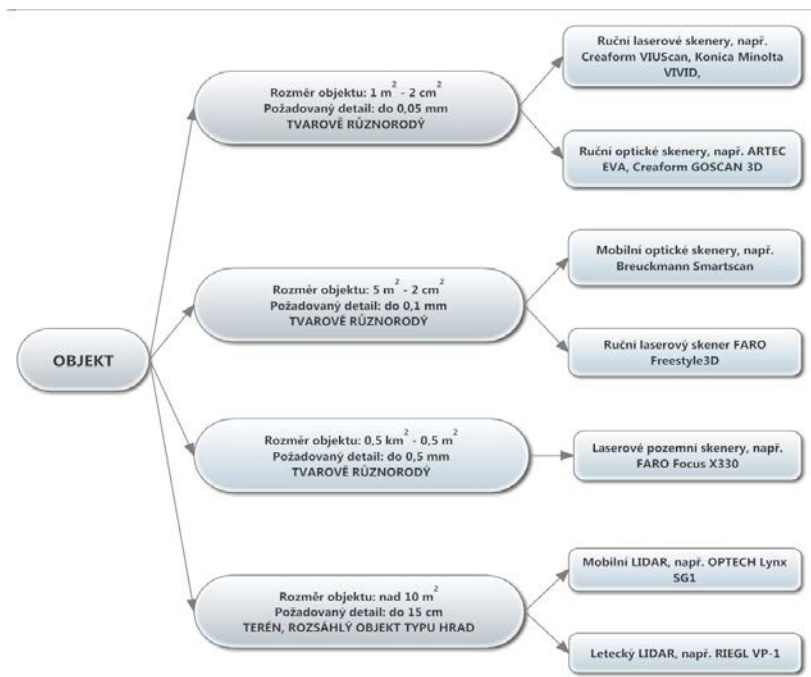 OBJEKT
Rozměr objektu: 1 m² - 2 cm²
Požadovaný detail: do 0,05 mm
TVAROVĚ RŮZNORODÝ
Ruční laserové skenery, např.
Creaform VIUScan, Konica Minolta
VIVID,
Ruční optické skenery, např. ARTEC
EVA, Creaform GOSCAN 3D
Rozměr objektu: 5 m² - 2 cm²
Požadovaný detail: do 0,1 mm
TVAROVĚ RŮZNORODÝ
Mobilní optické skenery, např.
Breuckmann Smartscan
Ruční laserový skener FARO
Freestyle3D
Rozměr objektu: 0,5 km² - 0,5 m²
Požadovaný detail: do 0,5 mm
TVAROVĚ RŮZNORODÝ
Laserové pozemní skenery, např.
FARO Focus X330
Rozměr objektu: nad 10 m²
Požadovaný detail: do 15 cm
TERÉN, ROZSÁHLÝ OBJEKT TYPU HRAD
Mobilní LIDAR, např. OPTECH Lynx
SG1
Letecký LIDAR, např. RIEGL VP-1